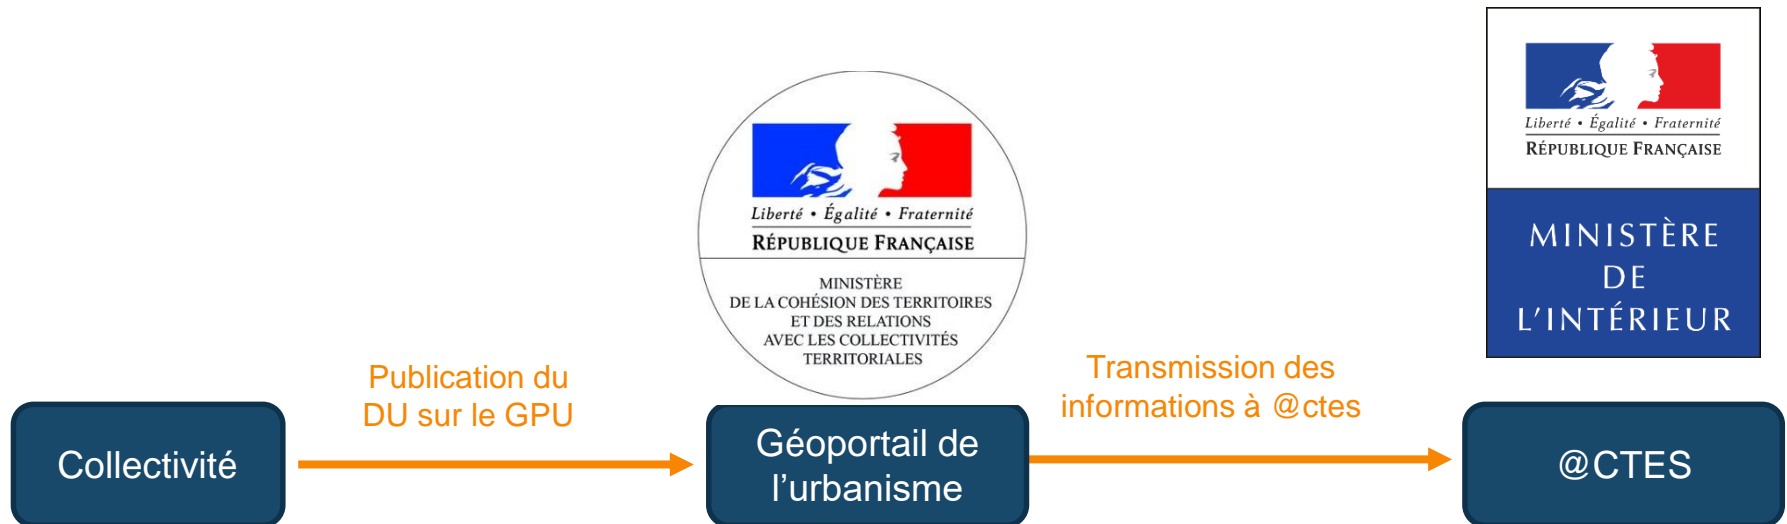 Liberté • Égalité • Fraternité
RÉPUBLIQUE FRANÇAISE
MINISTÈRE
DE L'INTÉRIEUR
Liberté • Égalité • Fraternité
RÉPUBLIQUE FRANÇAISE
MINISTÈRE
DE LA COHÉSION DES TERRITOIRES
ET DES RELATIONS
AVEC LES COLLECTIVITÉS
TERRITORIALES
Publication du
DU sur le GPU
Transmission des
informations à @ctes
Collectivité
Géoportail de
l’urbanisme
@CTES